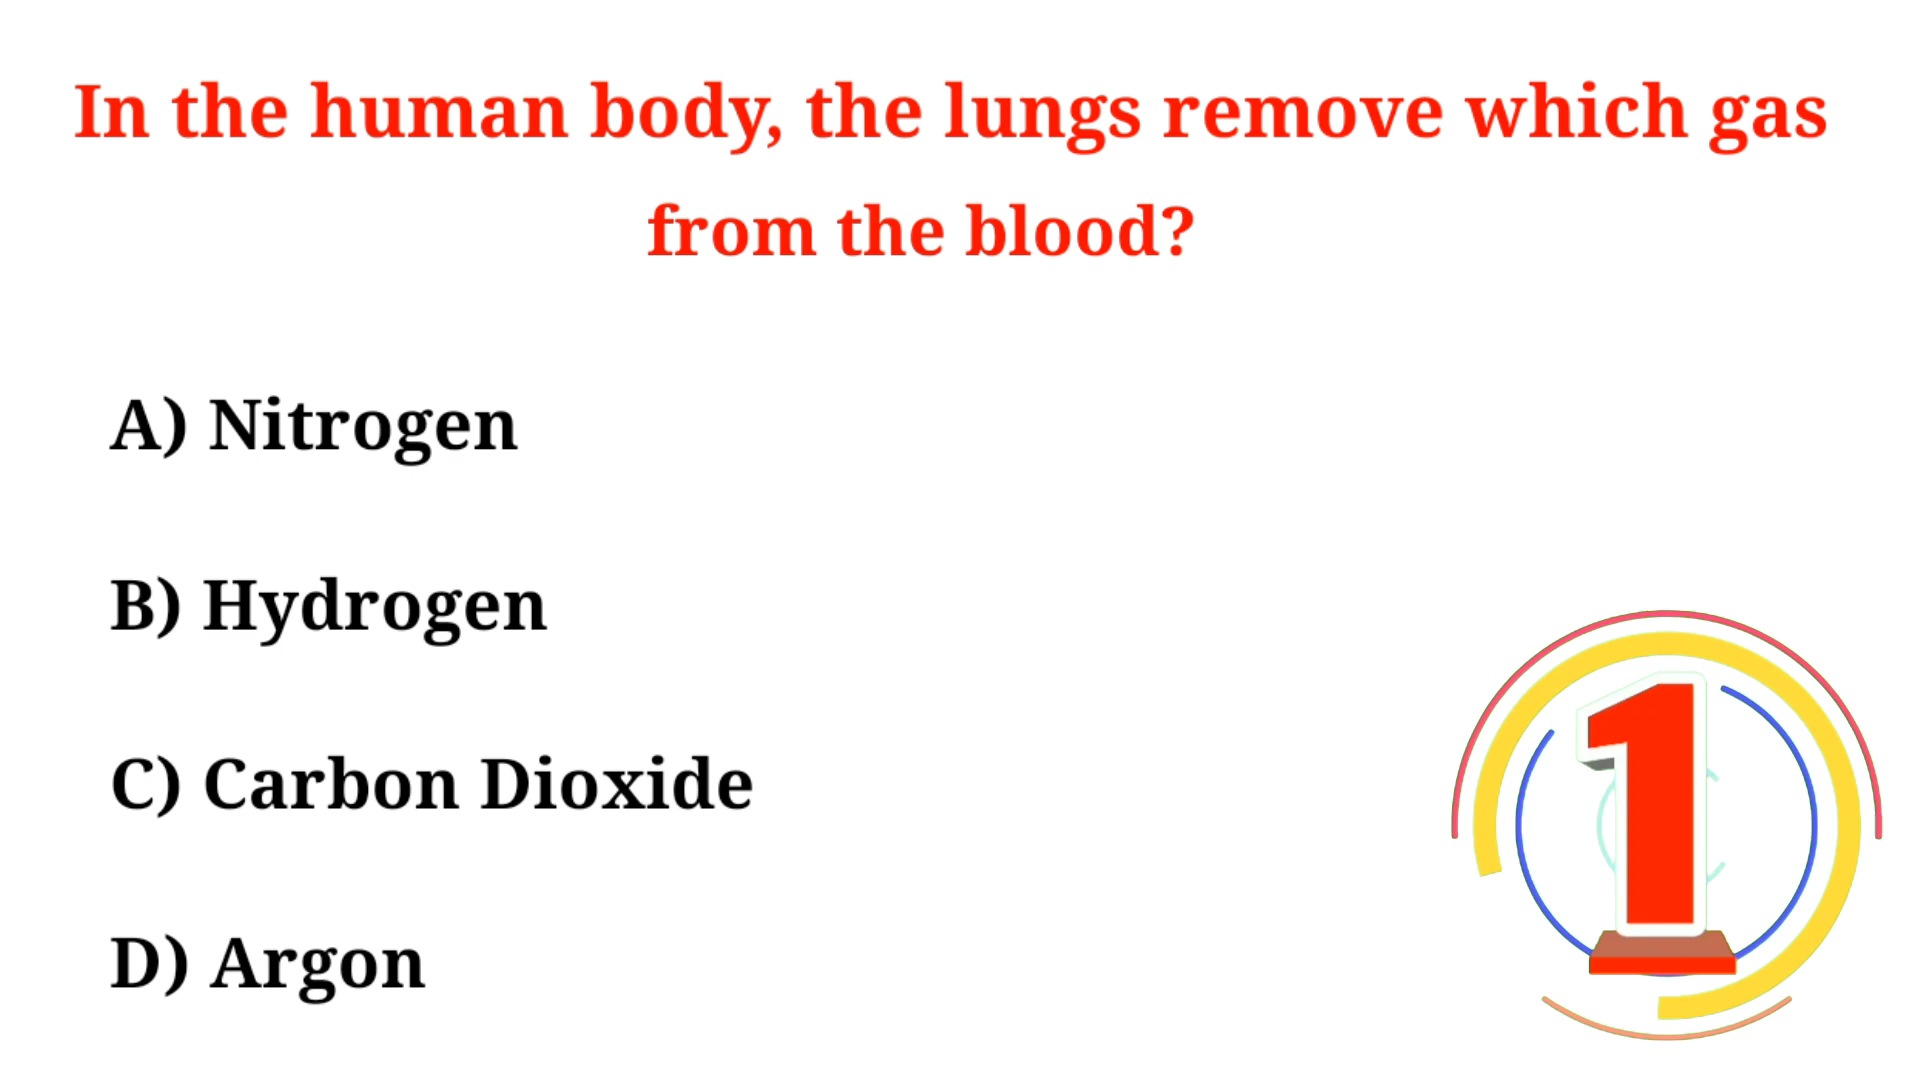 In the human body, the lungs remove which gas
from the blood?
A) Nitrogen
B) Hydrogen
C) Carbon Dioxide
D) Argon
1